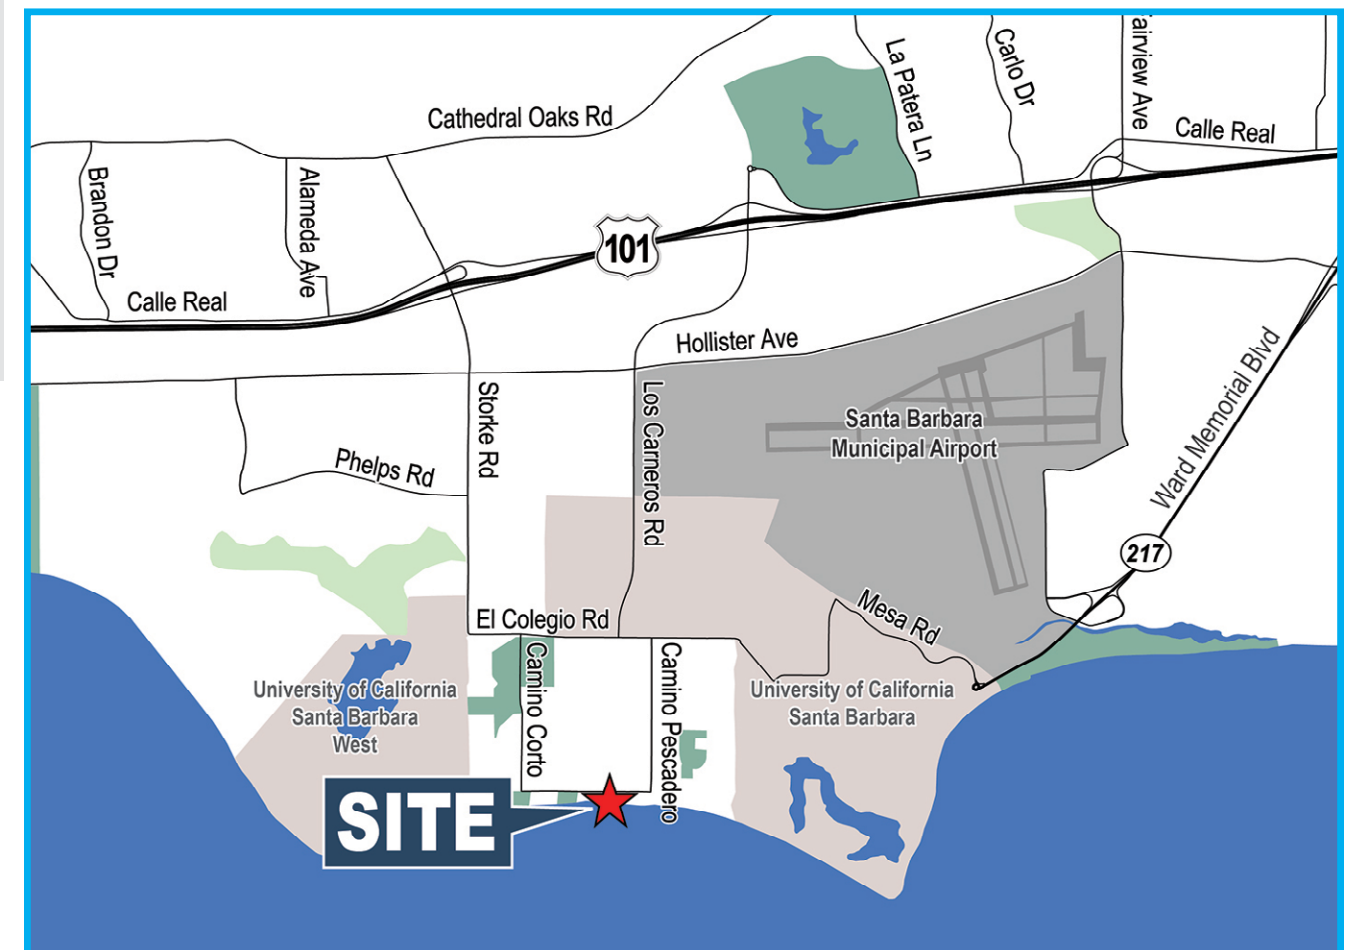 La Patera Ln
Carlo Dr
airview Ave
Cathedral Oaks Rd
Calle Real
Brandon Dr
Alameda Ave
101
Calle Real
Hollister Ave
Ward Memorial Blvd
Storke Rd
Los Carneros Rd
Santa Barbara
Municipal Airport
Phelps Rd
217
El Colegio Rd
Mesa Rd
Camino Corto
Camino Pescadero
University of California
Santa Barbara
West
University of California
Santa Barbara
SITE